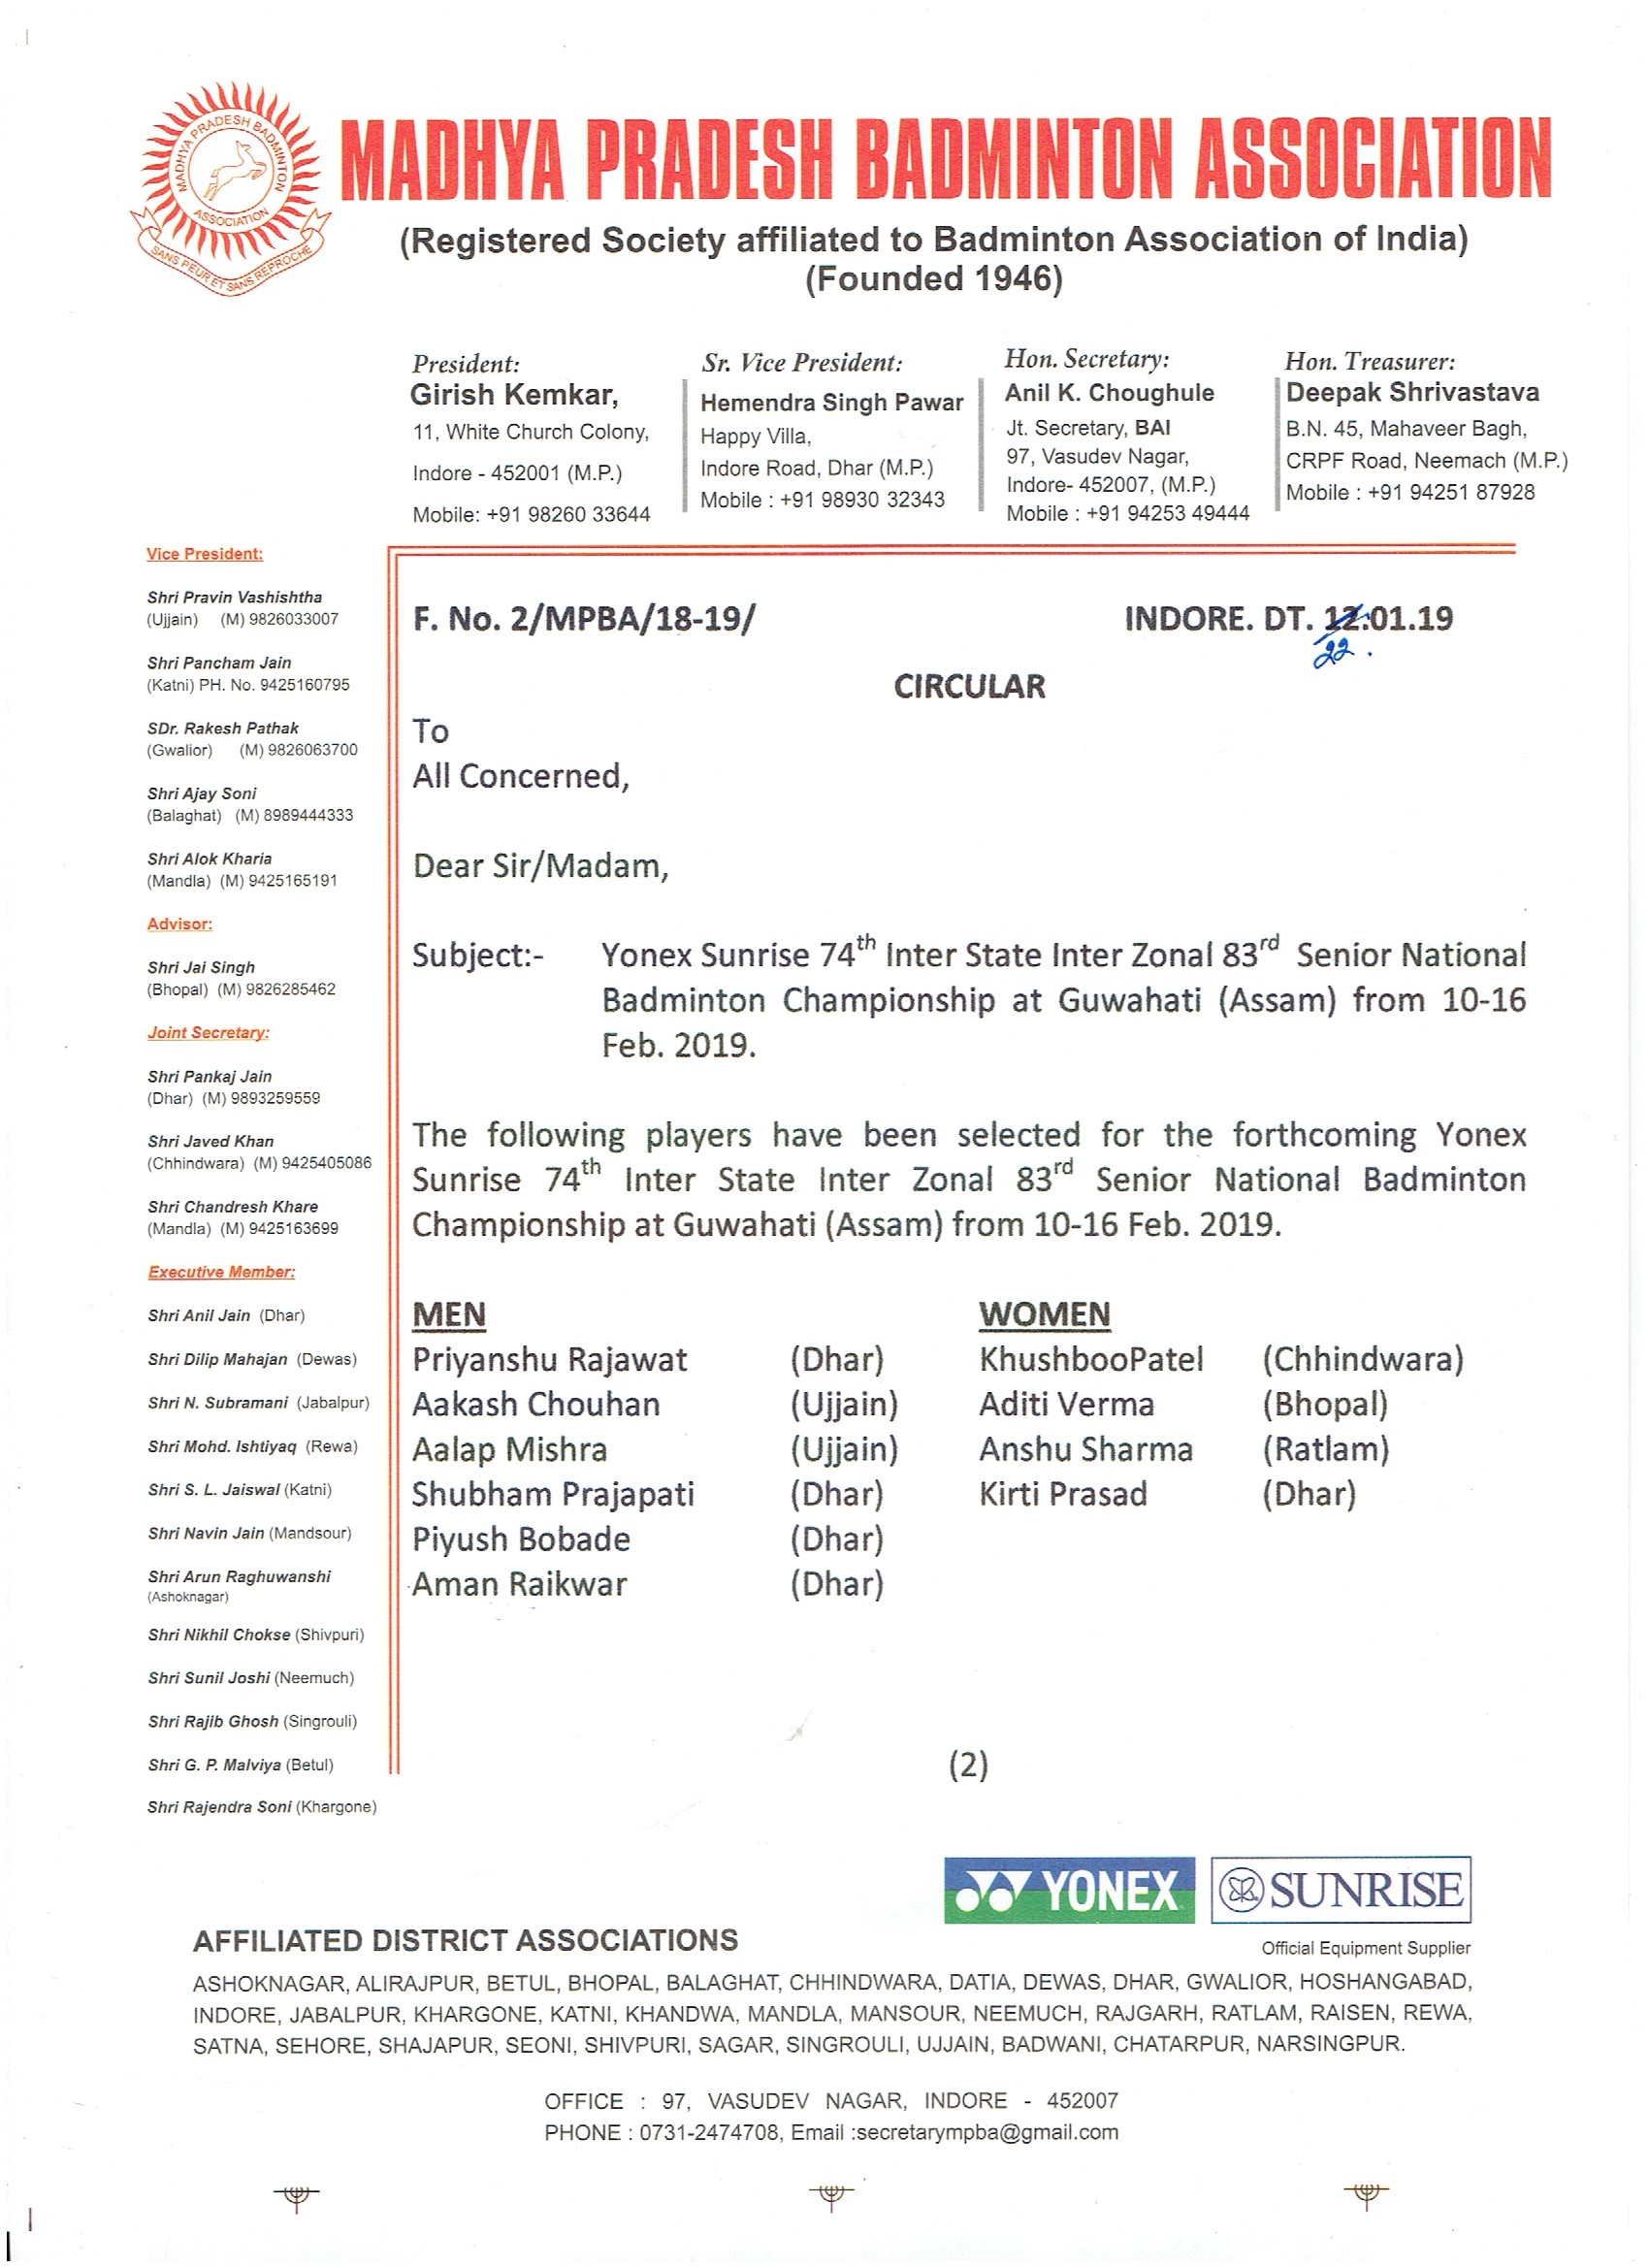 MADHYA PRADESH BADMINTON
ASSOCIATION
SANS PEUR ET SANS REPROCHE
MADHYA PRADESH BADMINTON ASSOCIATION
(Registered Society affiliated to Badminton Association of India)
(Founded 1946)
President:
Girish Kemkar,
11, White Church Colony,
Indore - 452001 (M.P.)
Mobile: +91 98260 33644
Sr. Vice President:
Hemendra Singh Pawar
Happy Villa,
Indore Road, Dhar (M.P.)
Mobile : +91 98930 32343
Hon. Secretary:
Anil K. Choughule
Jt. Secretary, BAI
97, Vasudev Nagar,
Indore- 452007, (M.P.)
Mobile : +91 94253 49444
Hon. Treasurer:
Deepak Shrivastava
B.N. 45, Mahaveer Bagh,
CRPF Road, Neemach (M.P.)
Mobile : +91 94251 87928
Vice President:
Shri Pravin Vashishtha
(Ujjain) (M) 9826033007
Shri Pancham Jain
(Katni) PH. No. 9425160795
SDr. Rakesh Pathak
(Gwalior) (M) 9826063700
Shri Ajay Soni
(Balaghat) (M) 8989444333
Shri Alok Kharia
(Mandla) (M) 9425165191
Advisor:
Shri Jai Singh
(Bhopal) (M) 9826285462
Joint Secretary:
Shri Pankaj Jain
(Dhar) (M) 9893259559
Shri Javed Khan
(Chhindwara) (M) 9425405086
Shri Chandresh Khare
(Mandla) (M) 9425163699
Executive Member:
Shri Anil Jain (Dhar)
Shri Dilip Mahajan (Dewas)
Shri N. Subramani (Jabalpur)
Shri Mohd. Ishtiyaq (Rewa)
Shri S. L. Jaiswal (Katni)
Shri Navin Jain (Mandsour)
Shri Arun Raghuwanshi
(Ashoknagar)
Shri Nikhil Chokse (Shivpuri)
Shri Sunil Joshi (Neemuch)
Shri Rajib Ghosh (Singrouli)
Shri G. P. Malviya (Betul)
Shri Rajendra Soni (Khargone)
F. No. 2/MPBA/18-19/ INDORE. DT. 12.01.19
22.
CIRCULAR
To
All Concerned,
Dear Sir/Madam,
Subject:- Yonex Sunrise 74th Inter State Inter Zonal 83rd Senior National
Badminton Championship at Guwahati (Assam) from 10-16
Feb. 2019.
The following players have been selected for the forthcoming Yonex
Sunrise 74th Inter State Inter Zonal 83rd Senior National Badminton
Championship at Guwahati (Assam) from 10-16 Feb. 2019.
MEN WOMEN
Priyanshu Rajawat (Dhar) KhushbooPatel (Chhindwara)
Aakash Chouhan (Ujjain) Aditi Verma (Bhopal)
Aalap Mishra (Ujjain) Anshu Sharma (Ratlam)
Shubham Prajapati (Dhar) Kirti Prasad (Dhar)
Piyush Bobade (Dhar)
Aman Raikwar (Dhar)
(2)
YONEX SUNRISE
Official Equipment Supplier
AFFILIATED DISTRICT ASSOCIATIONS
ASHOKNAGAR, ALIRAJPUR, BETUL, BHOPAL, BALAGHAT, CHHINDWARA, DATIA, DEWAS, DHAR, GWALIOR, HOSHANGABAD,
INDORE, JABALPUR, KHARGONE, KATNI, KHANDWA, MANDLA, MANSOUR, NEEMUCH, RAJGARH, RATLAM, RAISEN, REWA,
SATNA, SEHORE, SHAJAPUR, SEONI, SHIVPURI, SAGAR, SINGROULI, UJJAIN, BADWANI, CHATARPUR, NARSINGPUR.
OFFICE : 97, VASUDEV NAGAR, INDORE - 452007
PHONE : 0731-2474708, Email :secretarympba@gmail.com